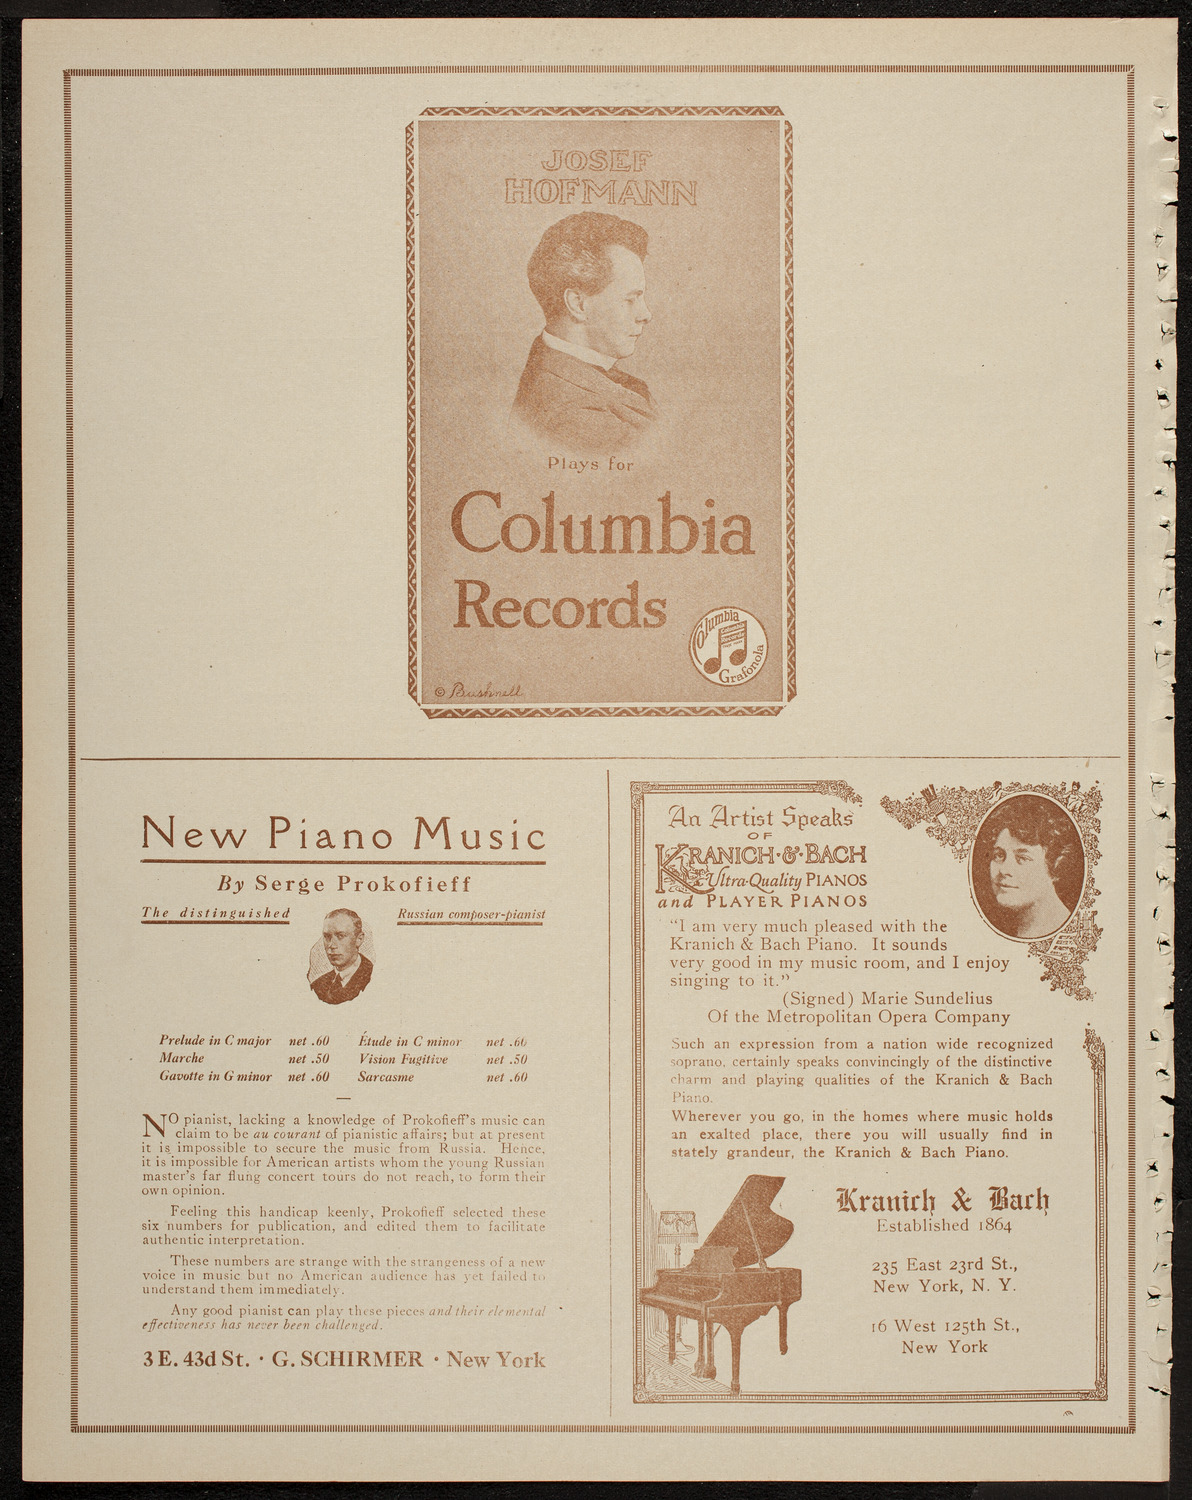 JOSEF
HOFMANN
Plays for
Columbia
Records
Columbia
Grafonola
© Bushnell
New Piano Music
By Serge Prokofieff
The distinguished
Russian composer-pianist
Prelude in C major net .60 Étude in C minor net .60
Marche net .50 Vision Fugitive net .50
Gavotte in G minor net .60 Sarcasme net .60
NO pianist, lacking a knowledge of Prokofieff's music can
claim to be au courant of pianistic affairs; but at present
it is impossible to secure the music from Russia. Hence,
it is impossible for American artists whom the young Russian
master's far flung concert tours do not reach, to form their
own opinion.
Feeling this handicap keenly, Prokofieff selected these
six numbers for publication, and edited them to facilitate
authentic interpretation.
These numbers are strange with the strangeness of a new
voice in music but no American audience has yet failed to
understand them immediately.
Any good pianist can play these pieces and their elemental
effectiveness has never been challenged.
3 E. 43d St. · G. SCHIRMER · New York
An Artist Speaks
OF
KRANICH·&·BACH
Ultra-Quality PIANOS
and PLAYER PIANOS
"I am very much pleased with the
Kranich & Bach Piano. It sounds
very good in my music room, and I enjoy
singing to it."
(Signed) Marie Sundelius
Of the Metropolitan Opera Company
Such an expression from a nation wide recognized
soprano, certainly speaks convincingly of the distinctive
charm and playing qualities of the Kranich & Bach
Piano.
Wherever you go, in the homes where music holds
an exalted place, there you will usually find in
stately grandeur, the Kranich & Bach Piano.
Kranich & Bach
Established 1864
235 East 23rd St.,
New York, N. Y.
16 West 125th St.,
New York